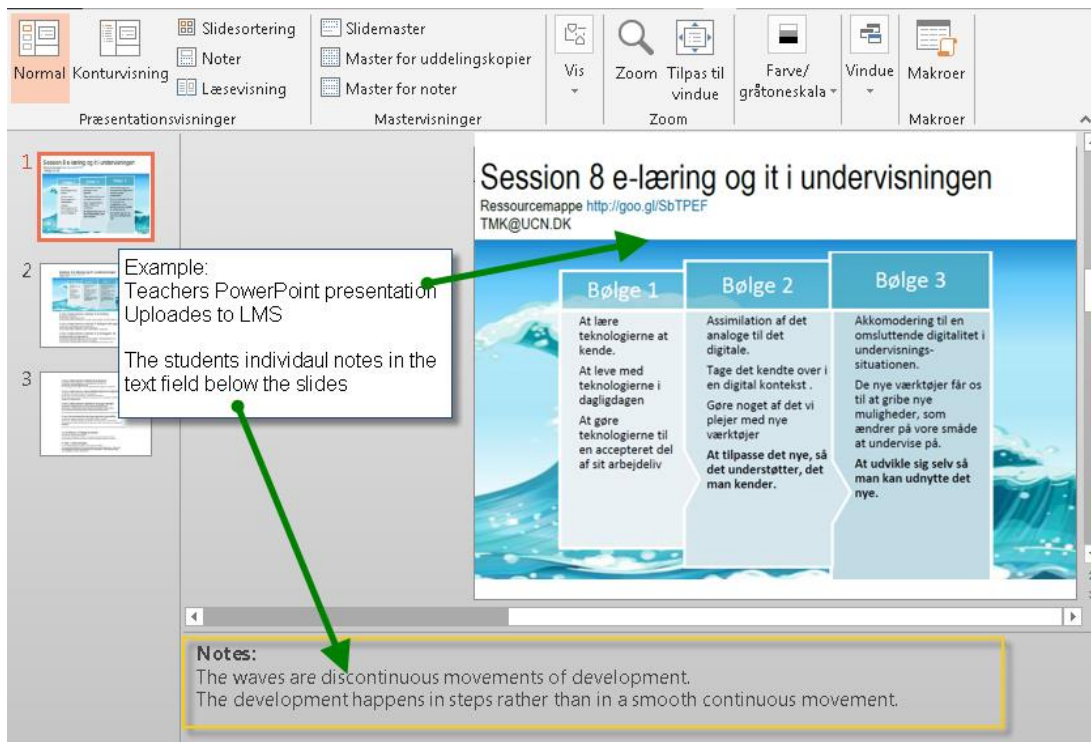 Normal
Konturvisning
Slidesortering
Noter
Læsevisning
Præsentationsvisninger
Slidemaster
Master for uddelingskopier
Master for noter
Mastervisninger
Vis
Zoom
Tilpas til
vindue
Zoom
Farve/
gråtoneskala
Vindue
Makroer
Makroer
1
2
3
Session 8 e-læring og it i undervisningen
Ressourcemappe http://goo.gl/SbTPEF
TMK@UCN.DK
Example:
Teachers PowerPoint presentation
Uploades to LMS
The students individaul notes in the
text field below the slides
Bølge 1
At lære
teknologierne at
kende.
At leve med
teknologierne i
dagligdagen
At gøre
teknologierne til
en accepteret del
af sit arbejdeliv
Bølge 2
Assimilation af det
analoge til det
digitale.
Tage det kendte over i
en digital kontekst .
Gøre noget af det vi
plejer med nye
værktøjer
At tilpasse det nye, så
det understøtter, det
man kender.
Bølge 3
Akkomodering til en
omsluttende digitalitet i
undervisnings-
situationen.
De nye værktøjer får os
til at gribe nye
muligheder, som
ændrer på vore småde
at undervise på.
At udvikle sig selv så
man kan udnytte det
nye.
Notes:
The waves are discontinuous movements of development.
The development happens in steps rather than in a smooth continuous movement.